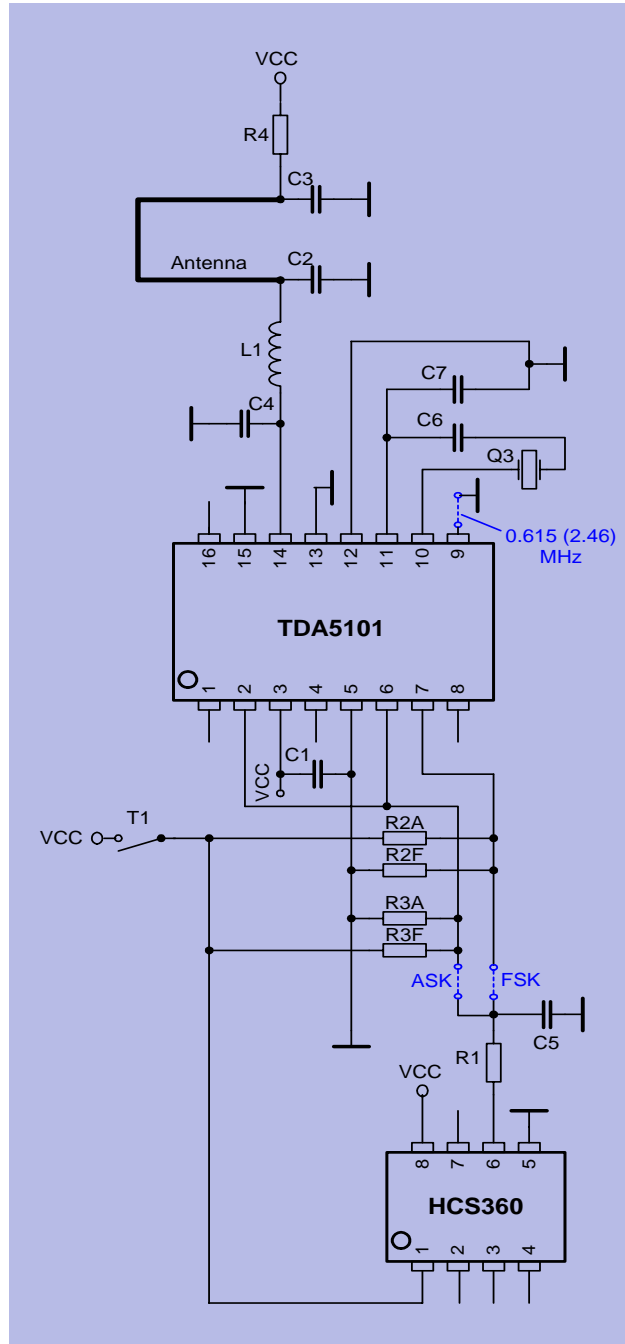 VCC
R4
C3
Antenna
C2
L1
C7
C4
C6
Q3
0.615 (2.46)
MHz
16 15 14 13 12 11 10 9
TDA5101
1 2 3 4 5 6 7 8
C1
VCC
T1
VCC
R2A
R2F
R3A
R3F
ASK FSK
C5
R1
VCC
8 7 6 5
HCS360
1 2 3 4